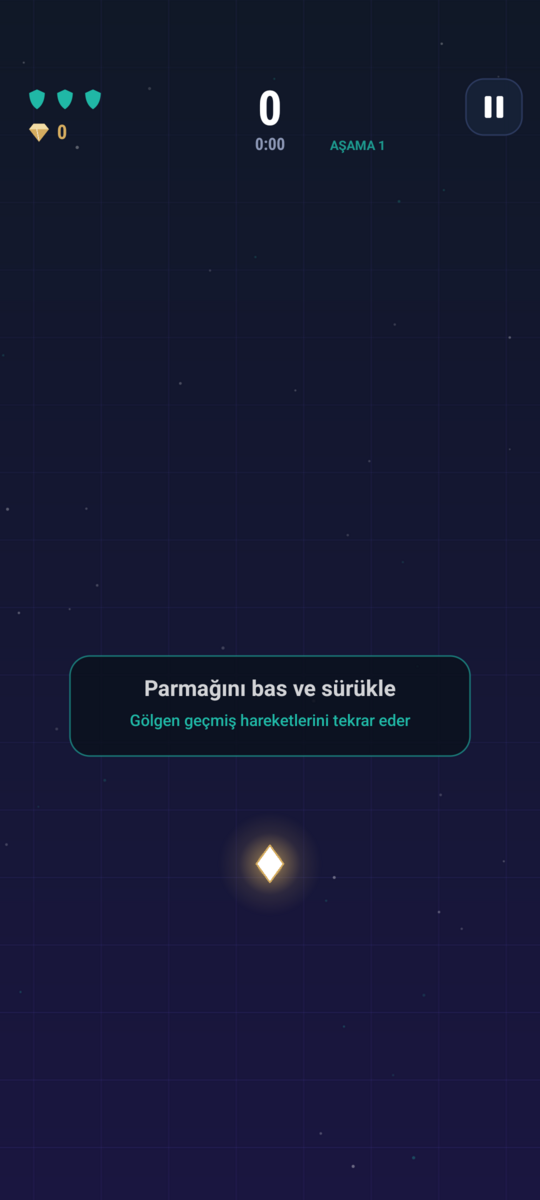 0
0
0:00
AŞAMA 1
Parmağını bas ve sürükle
Gölgen geçmiş hareketlerini tekrar eder